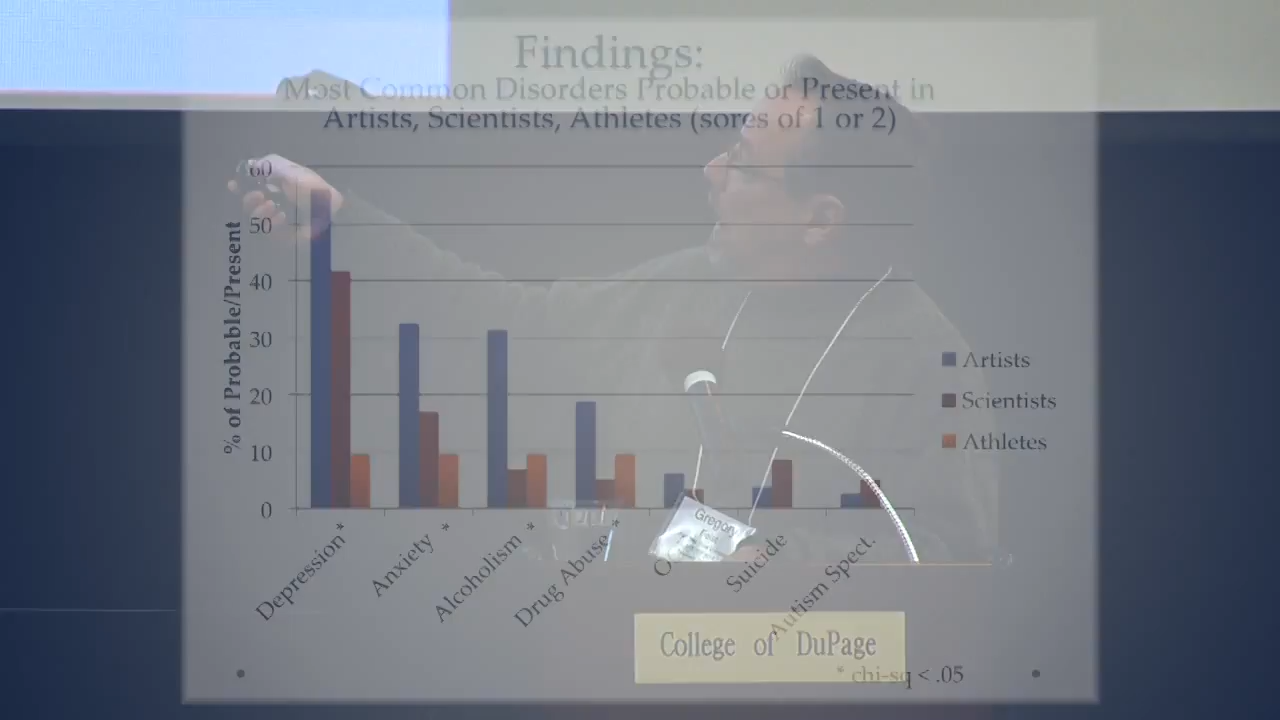 Findings:
Most Common Disorders Probable or Present in
Artists, Scientists, Athletes (sores of 1 or 2)
60
50
40
30
20
10
0
% of Probable/Present
Depression *
Anxiety *
Alcoholism *
Drug Abuse *
Suicide
Autism Spect.
Artists
Scientists
Athletes
Gregory
College of DuPage
* chi-sq < .05